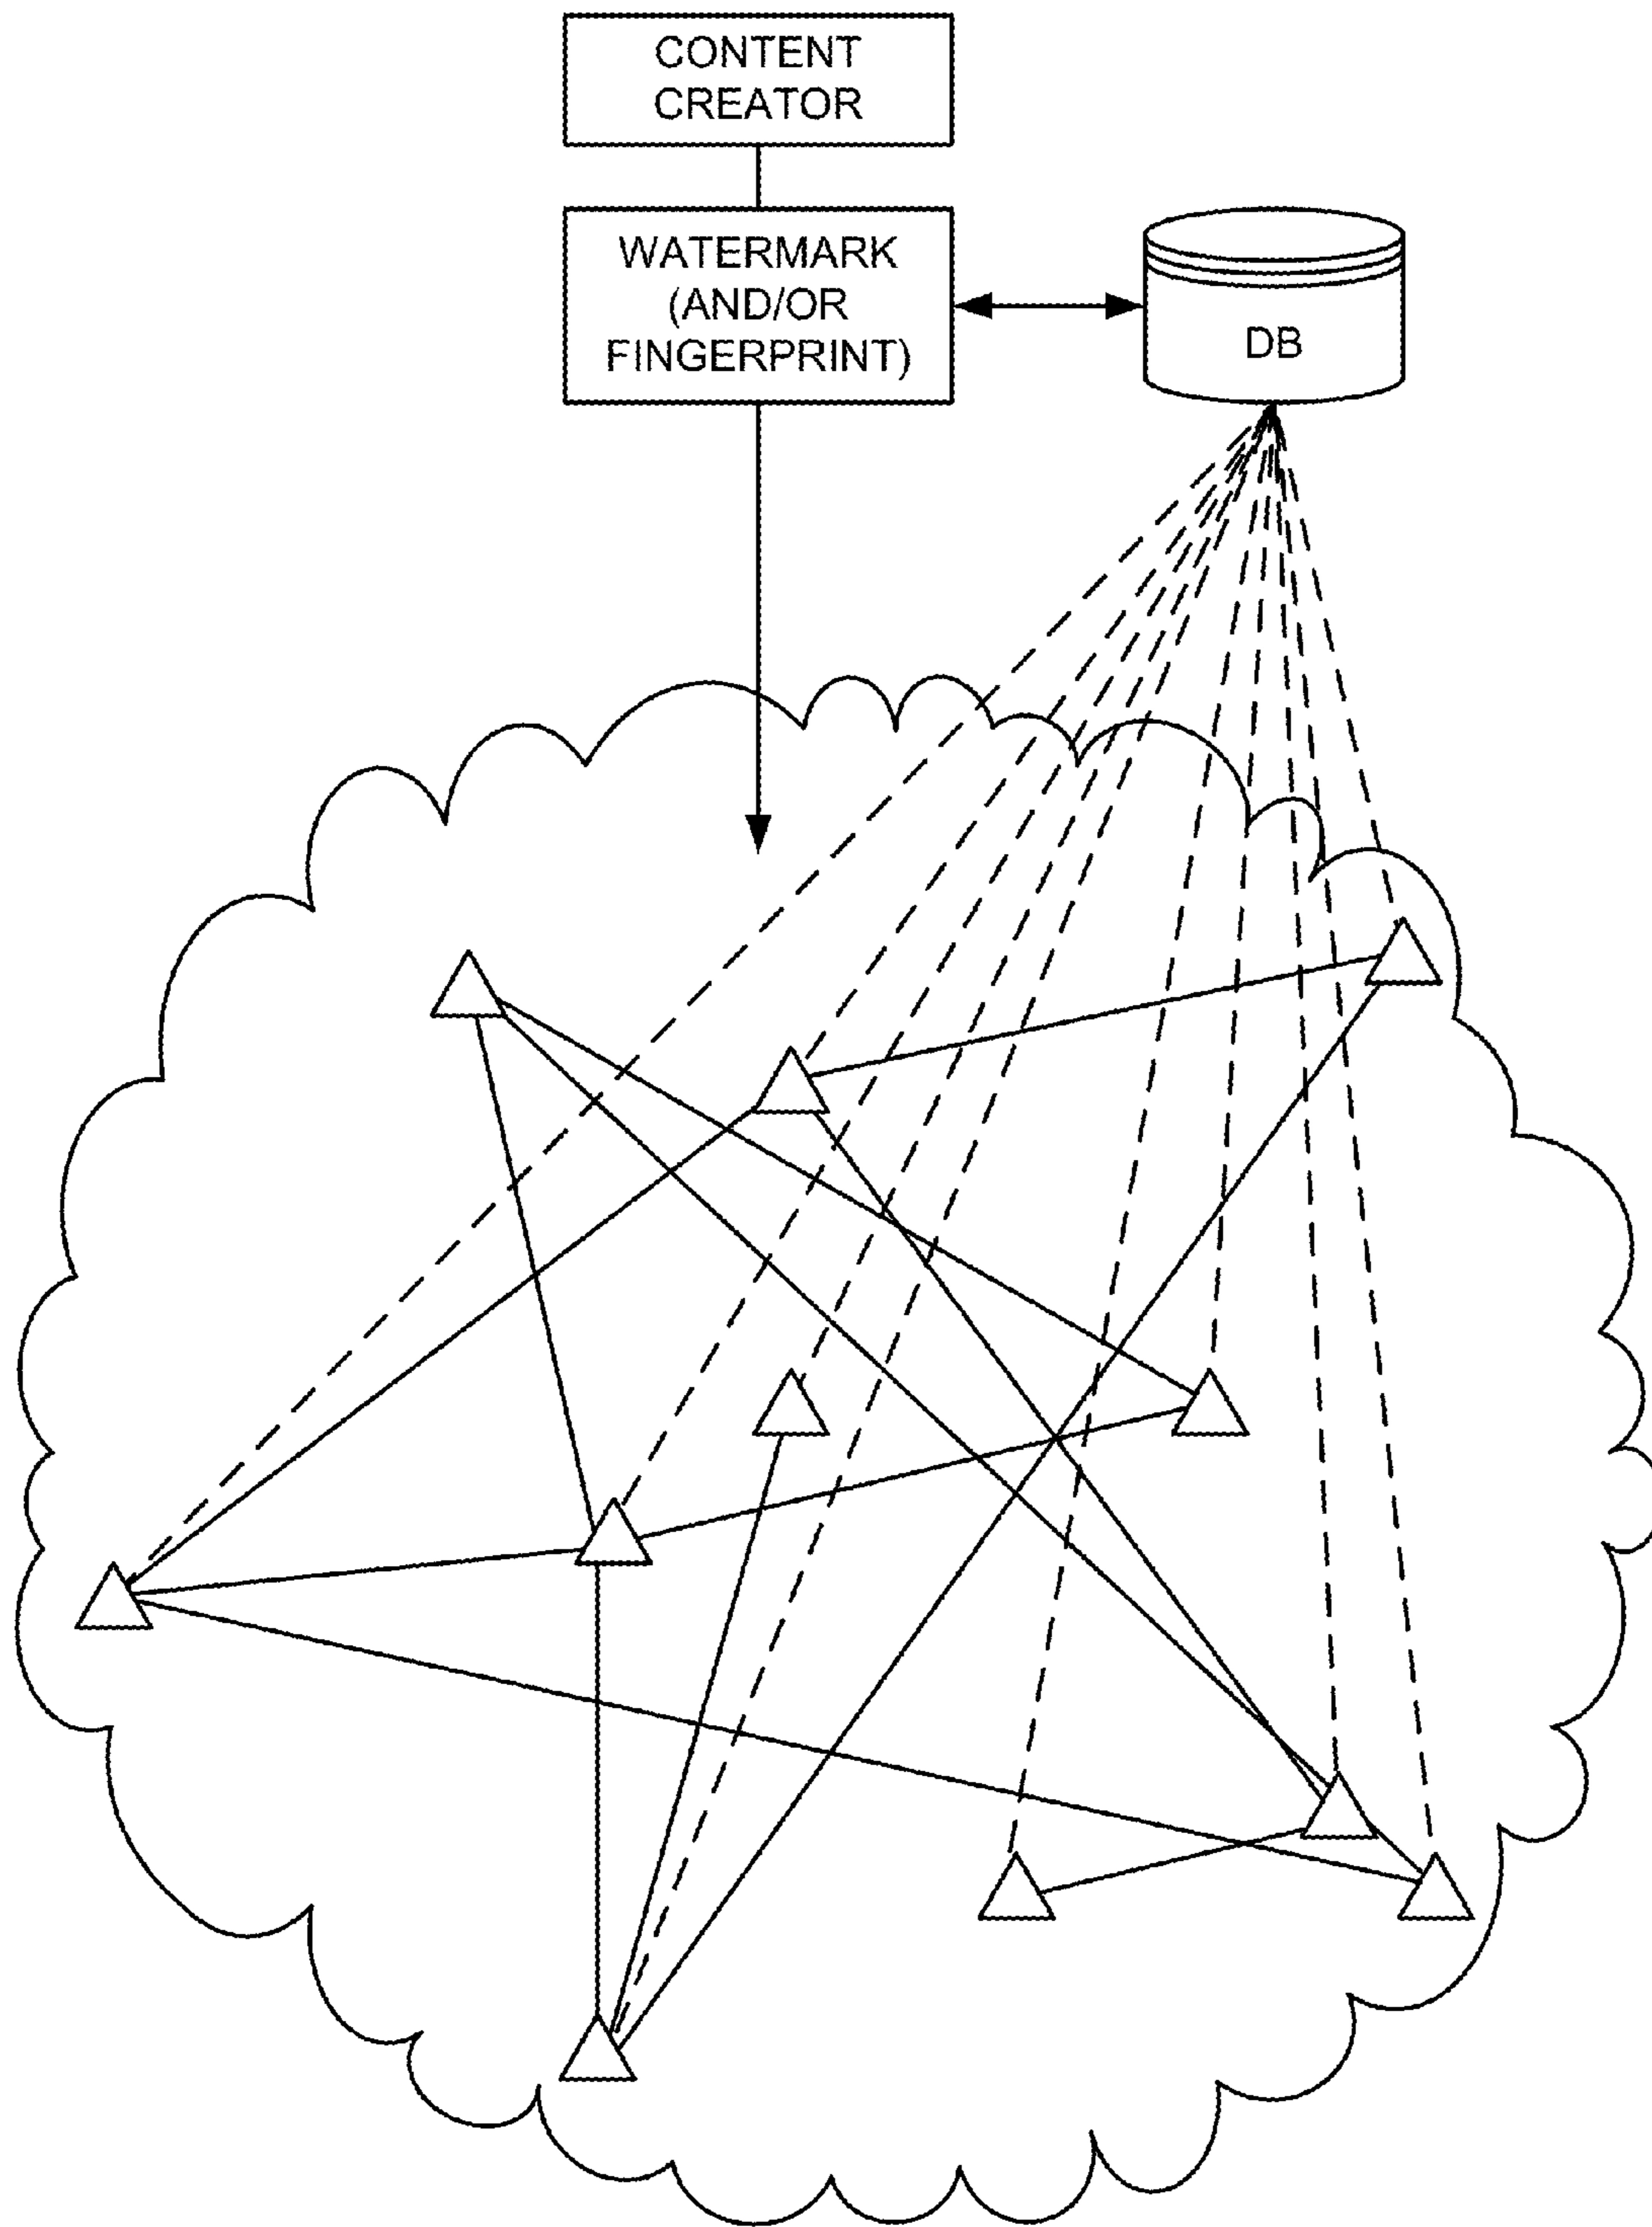 CONTENT
CREATOR
WATERMARK
(AND/OR
FINGERPRINT)
DB